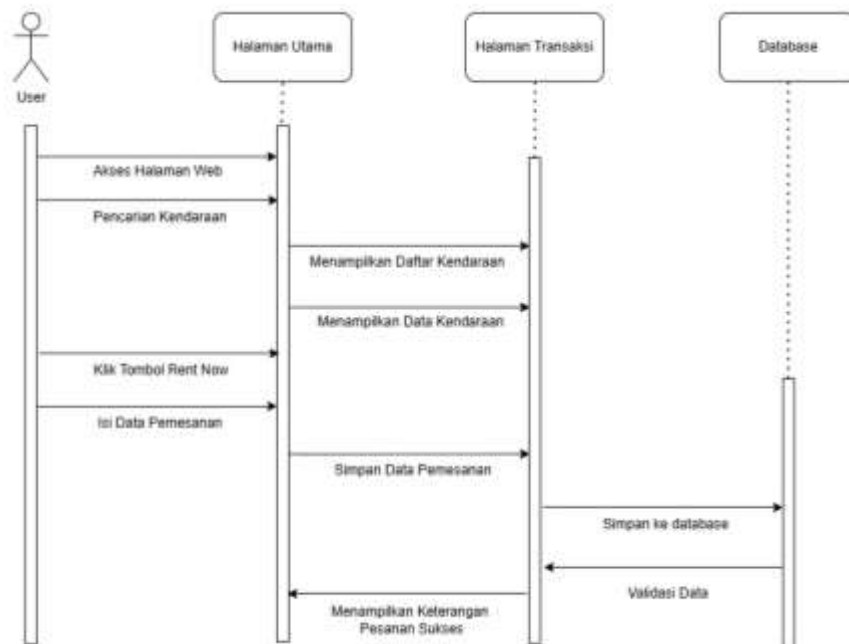 Halaman Utama
Halaman Transaksi
Database
User
Akses Halaman Web
Pencarian Kendaraan
Menampilkan Daftar Kendaraan
Menampilkan Data Kendaraan
Klik Tombol Rent Now
Isi Data Pemesanan
Simpan Data Pemesanan
Simpan ke database
Validasi Data
Menampilkan Keterangan
Pesanan Sukses